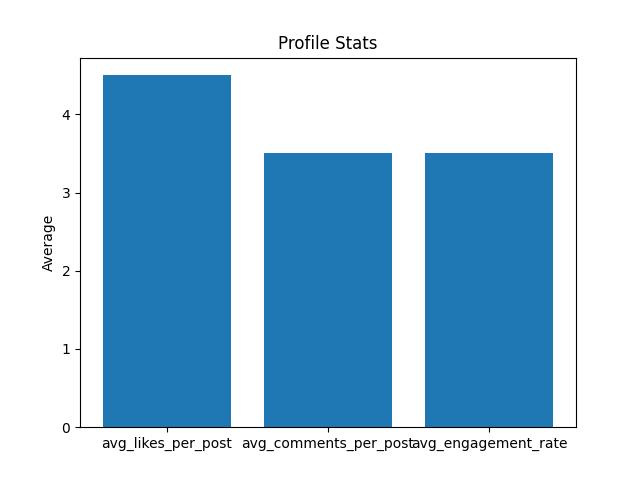 Profile Stats
Average
4
3
2
1
0
avg_likes_per_post avg_comments_per_post avg_engagement_rate